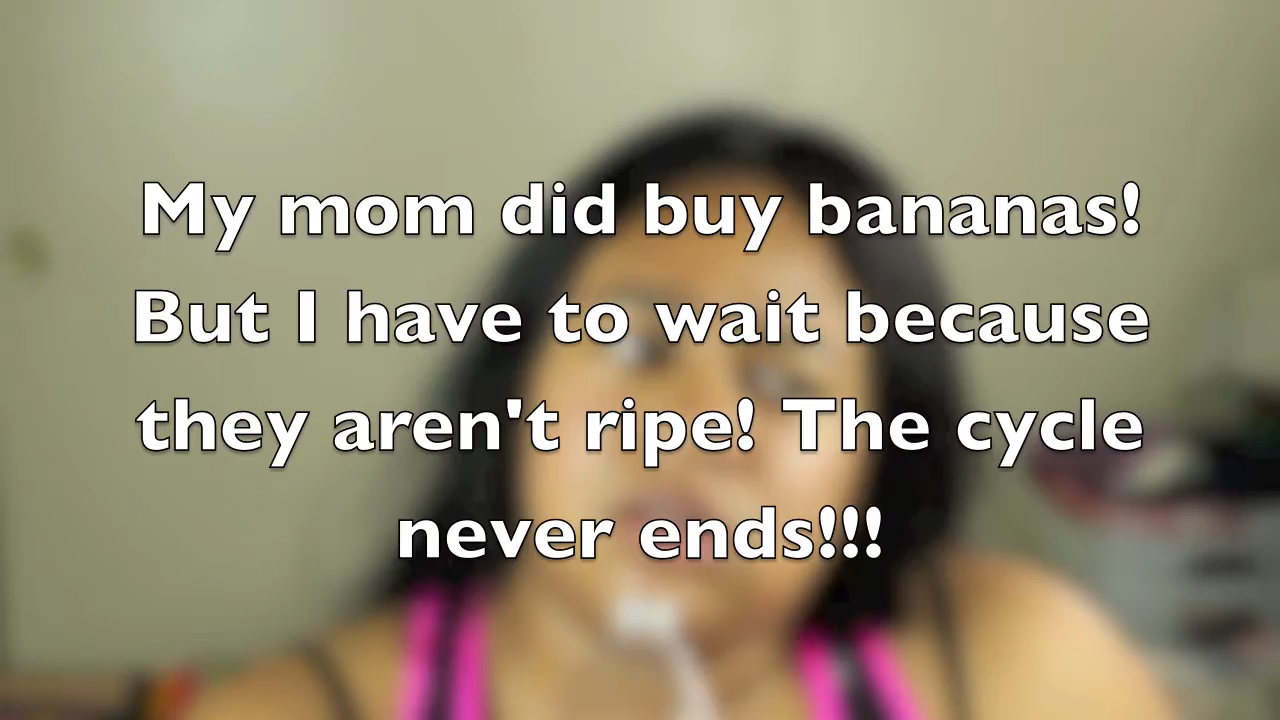 My mom did buy bananas!
But I have to wait because
they aren't ripe! The cycle
never ends!!!